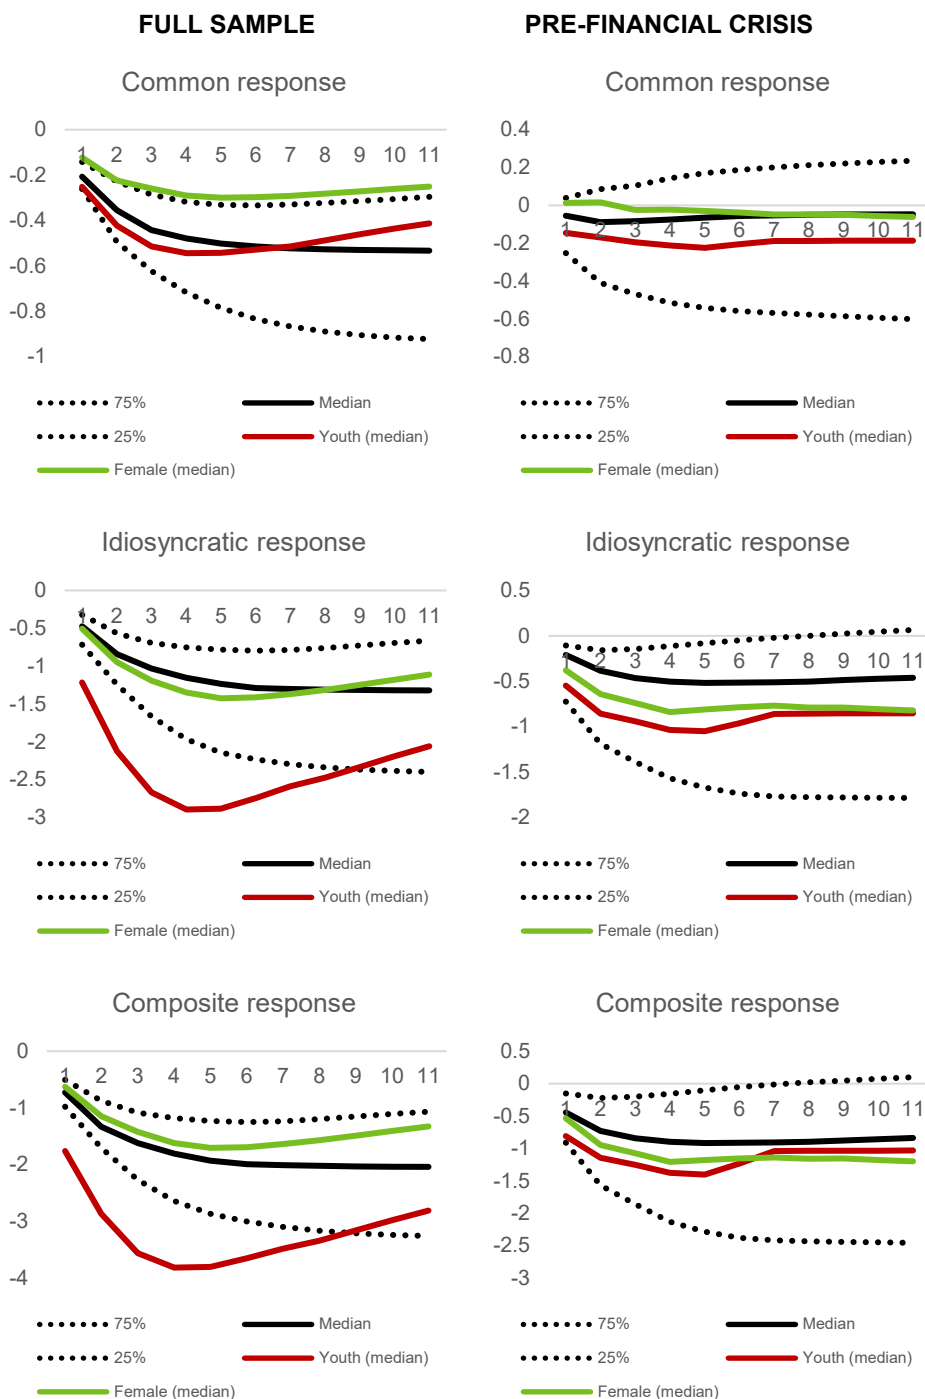 FULL SAMPLE
PRE-FINANCIAL CRISIS
Common response
0
-0.2
-0.4
-0.6
-0.8
-1
1 2 3 4 5 6 7 8 9 10 11
75% Median
25% Youth (median)
Female (median)
Common response
0.4
0.2
0
-0.2
-0.4
-0.6
-0.8
1 2 3 4 5 6 7 8 9 10 11
75% Median
25% Youth (median)
Female (median)
Idiosyncratic response
0
-0.5
-1
-1.5
-2
-2.5
-3
1 2 3 4 5 6 7 8 9 10 11
75% Median
25% Youth (median)
Female (median)
Idiosyncratic response
0.5
0
-0.5
-1
-1.5
-2
1 2 3 4 5 6 7 8 9 10 11
75% Median
25% Youth (median)
Female (median)
Composite response
0
-1
-2
-3
-4
1 2 3 4 5 6 7 8 9 10 11
75% Median
25% Youth (median)
Female (median)
Composite response
0.5
0
-0.5
-1
-1.5
-2
-2.5
-3
1 2 3 4 5 6 7 8 9 10 11
75% Median
25% Youth (median)
Female (median)